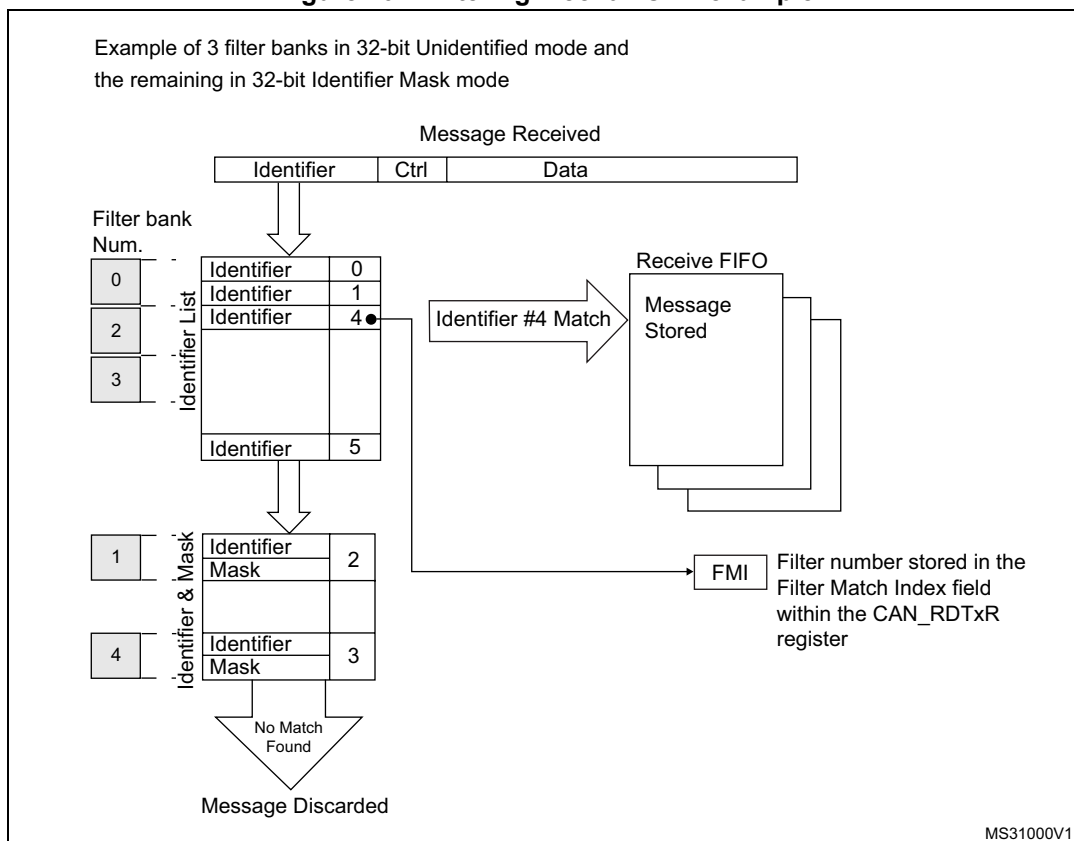 Example of 3 filter banks in 32-bit Unidentified mode and
the remaining in 32-bit Identifier Mask mode
Message Received
Identifier Ctrl Data
Filter bank
Num.
0
2
3
Identifier List
Identifier 0
Identifier 1
Identifier 4
Identifier 5
Identifier #4 Match
Receive FIFO
Message
Stored
1
4
Identifier & Mask
Identifier
Mask
2
Identifier
Mask
3
FMI
Filter number stored in the
Filter Match Index field
within the CAN_RDTxR
register
No Match
Found
Message Discarded
MS31000V1